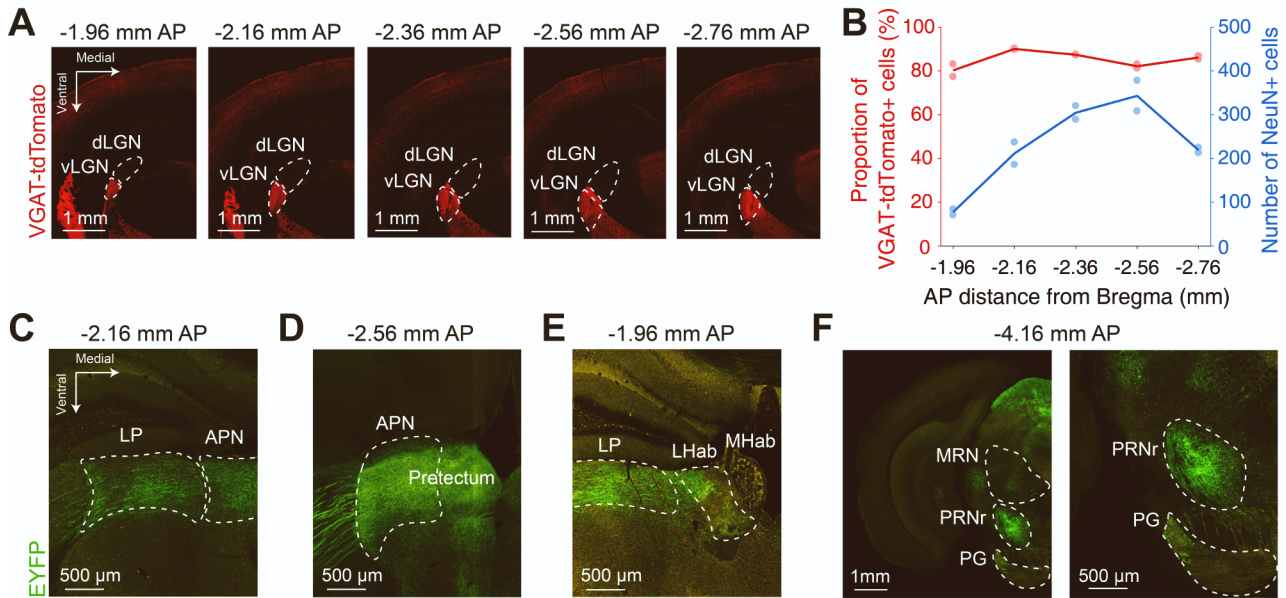 A
-1.96 mm AP
-2.16 mm AP
-2.36 mm AP
-2.56 mm AP
-2.76 mm AP
VGAT-tdTomato
Medial
Ventral
dLGN
vLGN
1 mm
dLGN
vLGN
1 mm
dLGN
vLGN
1 mm
dLGN
vLGN
1 mm
dLGN
vLGN
1 mm
B
Proportion of
VGAT-tdTomato+ cells (%)
100
80
60
40
20
0
500
400
300
200
100
0
Number of NeuN+ cells
-1.96
-2.16
-2.36
-2.56
-2.76
AP distance from Bregma (mm)
C
-2.16 mm AP
EYFP
Medial
Ventral
LP
APN
500 μm
D
-2.56 mm AP
APN
Pretectum
500 μm
E
-1.96 mm AP
LP
LHab
MHab
500 μm
F
-4.16 mm AP
MRN
PRNr
PG
1mm
PRNr
PG
500 μm